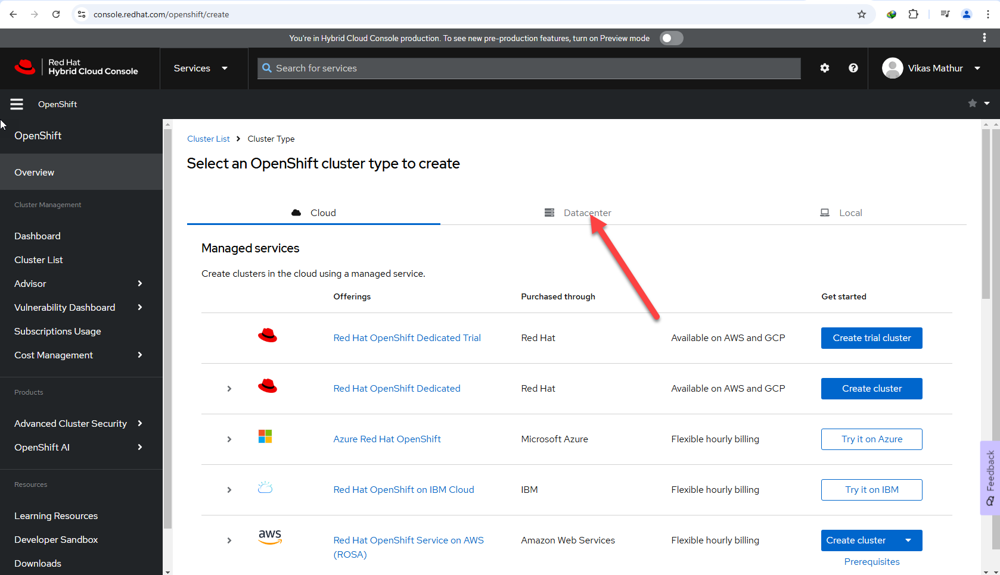 console.redhat.com/openshift/create
You're in Hybrid Cloud Console production. To see new pre-production features, turn on Preview mode
Red Hat
Hybrid Cloud Console
Services
Search for services
Vikas Mathur
OpenShift
OpenShift
Overview
Cluster Management
Dashboard
Cluster List
Advisor
Vulnerability Dashboard
Subscriptions Usage
Cost Management
Products
Advanced Cluster Security
OpenShift AI
Resources
Learning Resources
Developer Sandbox
Downloads
Cluster List > Cluster Type
Select an OpenShift cluster type to create
Cloud Datacenter Local
Managed services
Create clusters in the cloud using a managed service.
Offerings Purchased through Get started
Red Hat OpenShift Dedicated Trial Red Hat Available on AWS and GCP Create trial cluster
Red Hat OpenShift Dedicated Red Hat Available on AWS and GCP Create cluster
Azure Red Hat OpenShift Microsoft Azure Flexible hourly billing Try it on Azure
Red Hat OpenShift on IBM Cloud IBM Flexible hourly billing Try it on IBM
aws Red Hat OpenShift Service on AWS Amazon Web Services Flexible hourly billing Create cluster
(ROSA) Prerequisites
Feedback